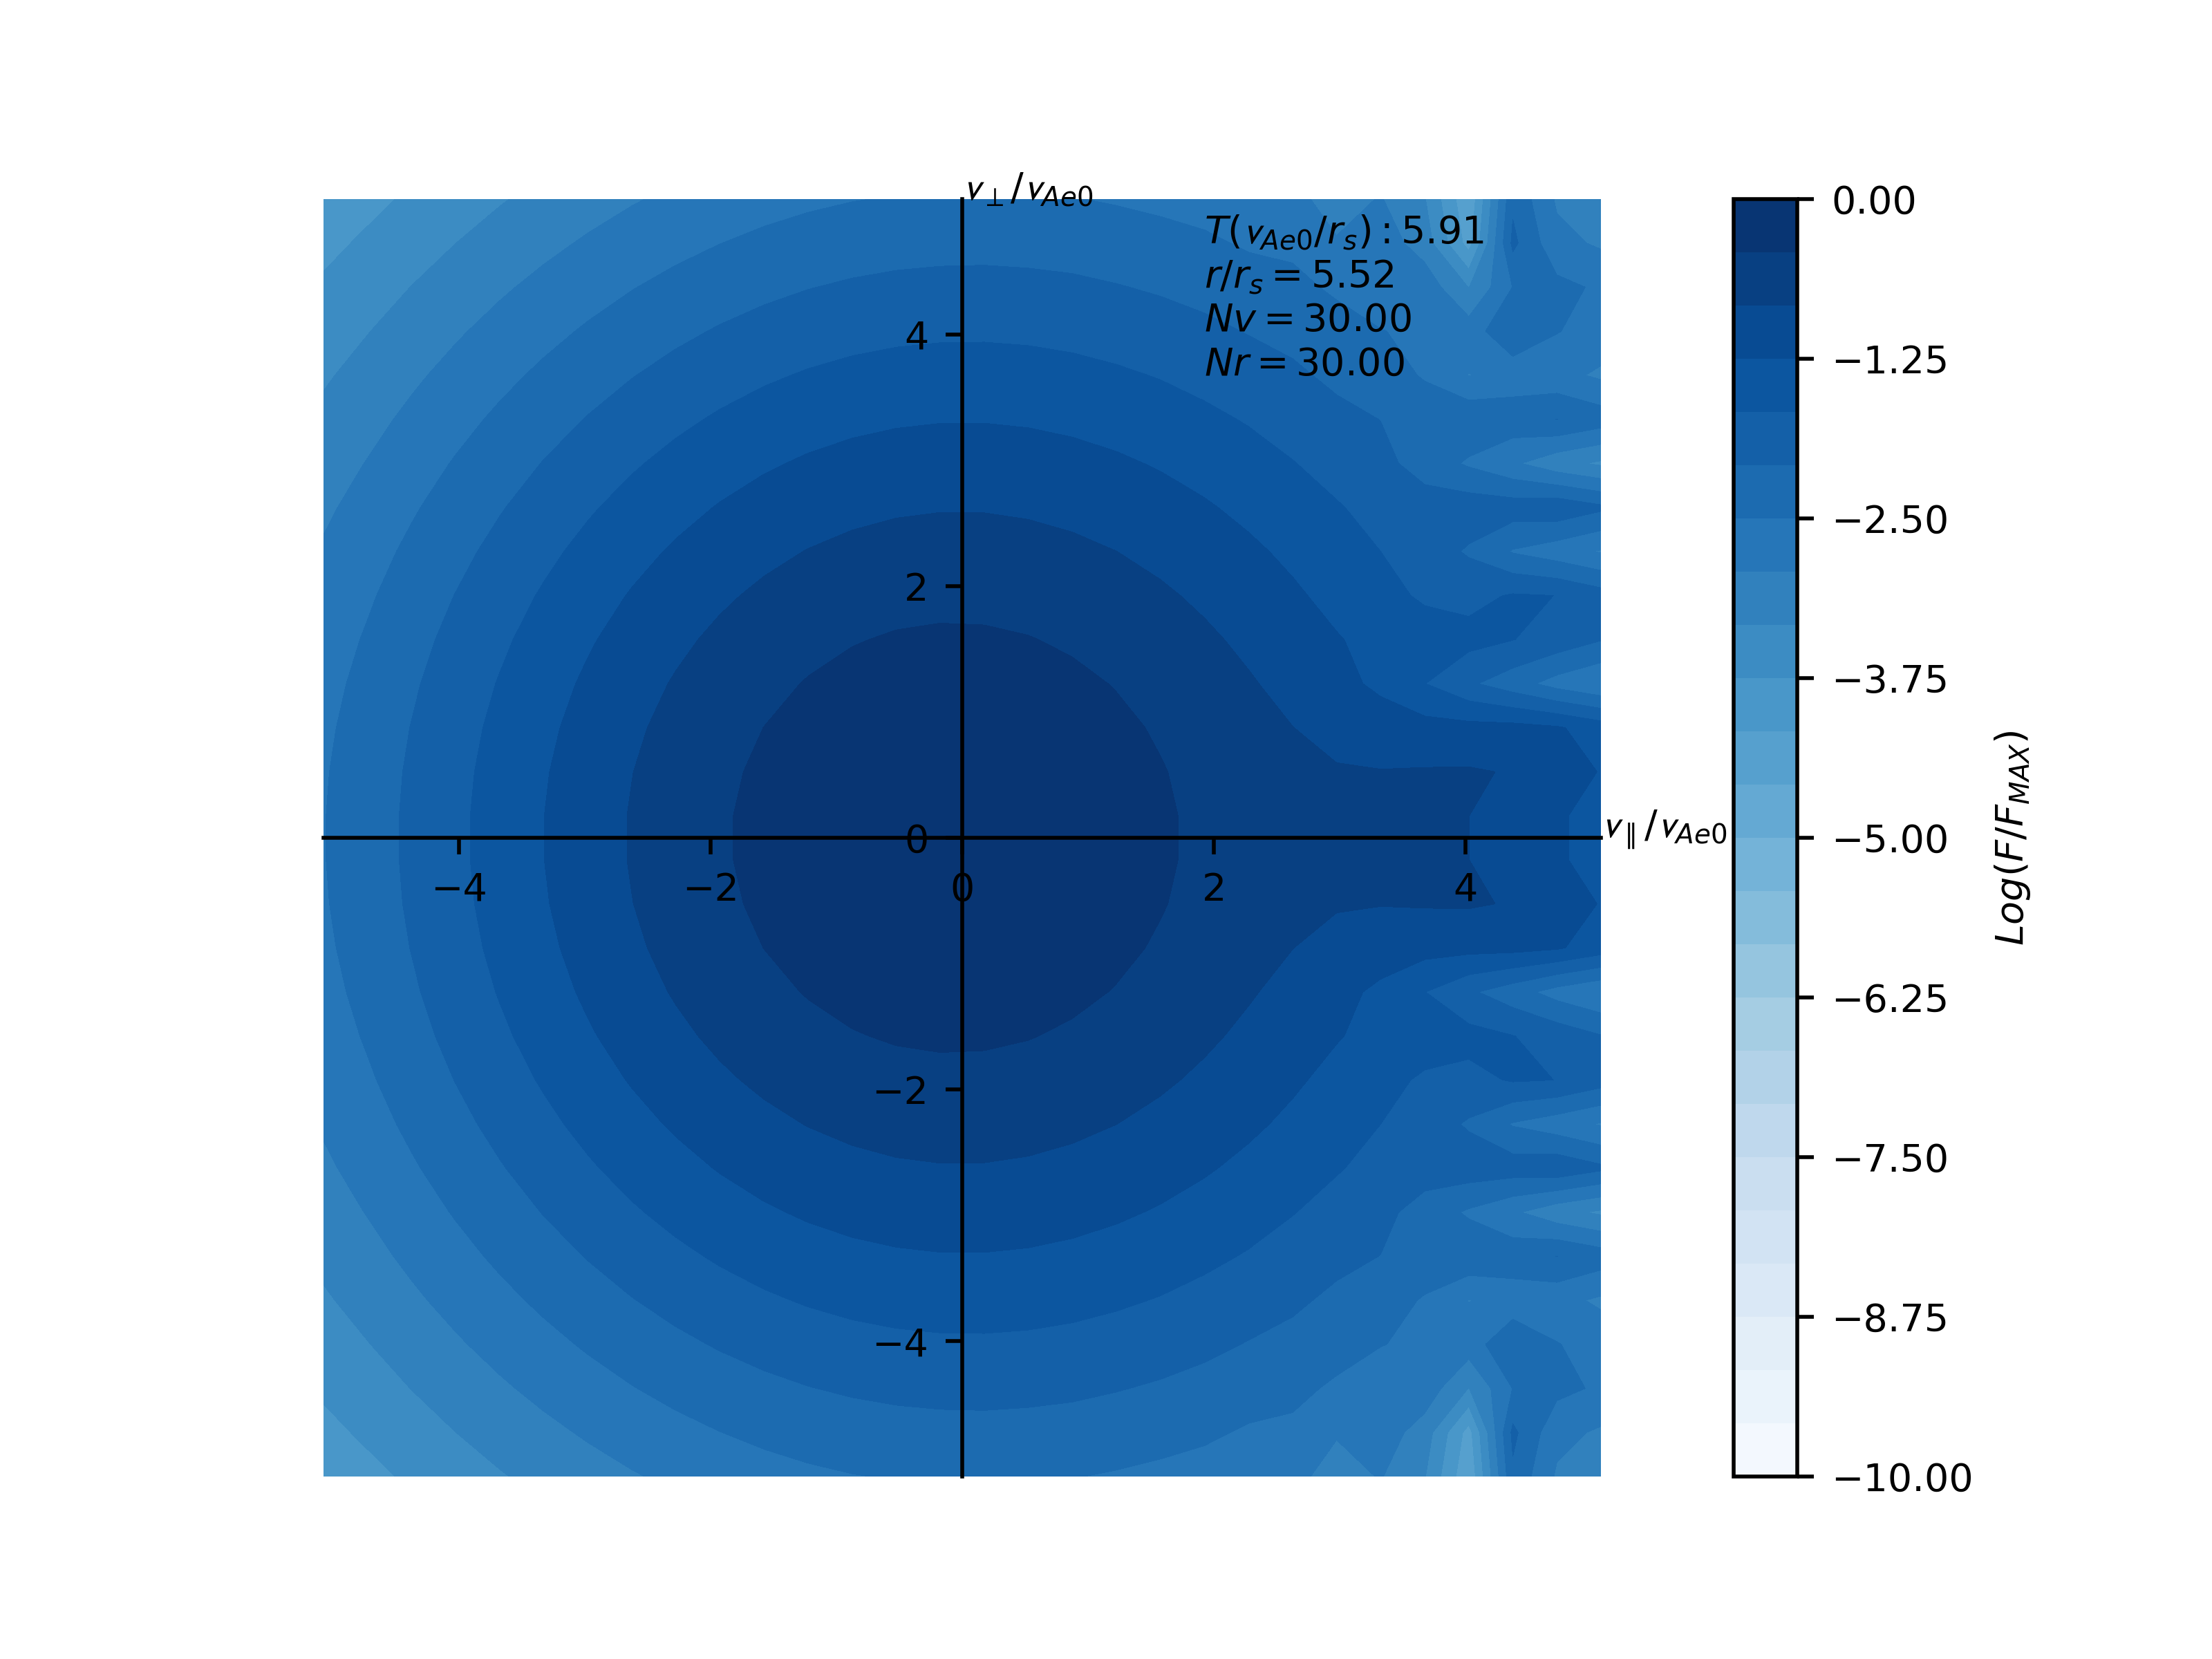 v⊥/vAe0
T(vAe0/rs) : 5.91
r/rs = 5.52
Nv = 30.00
Nr = 30.00
4
2
0
−2
−4
−4
−2
0
2
4
v∥/vAe0
0.00
−1.25
−2.50
−3.75
−5.00
−6.25
−7.50
−8.75
−10.00
Log(F/FMAX)